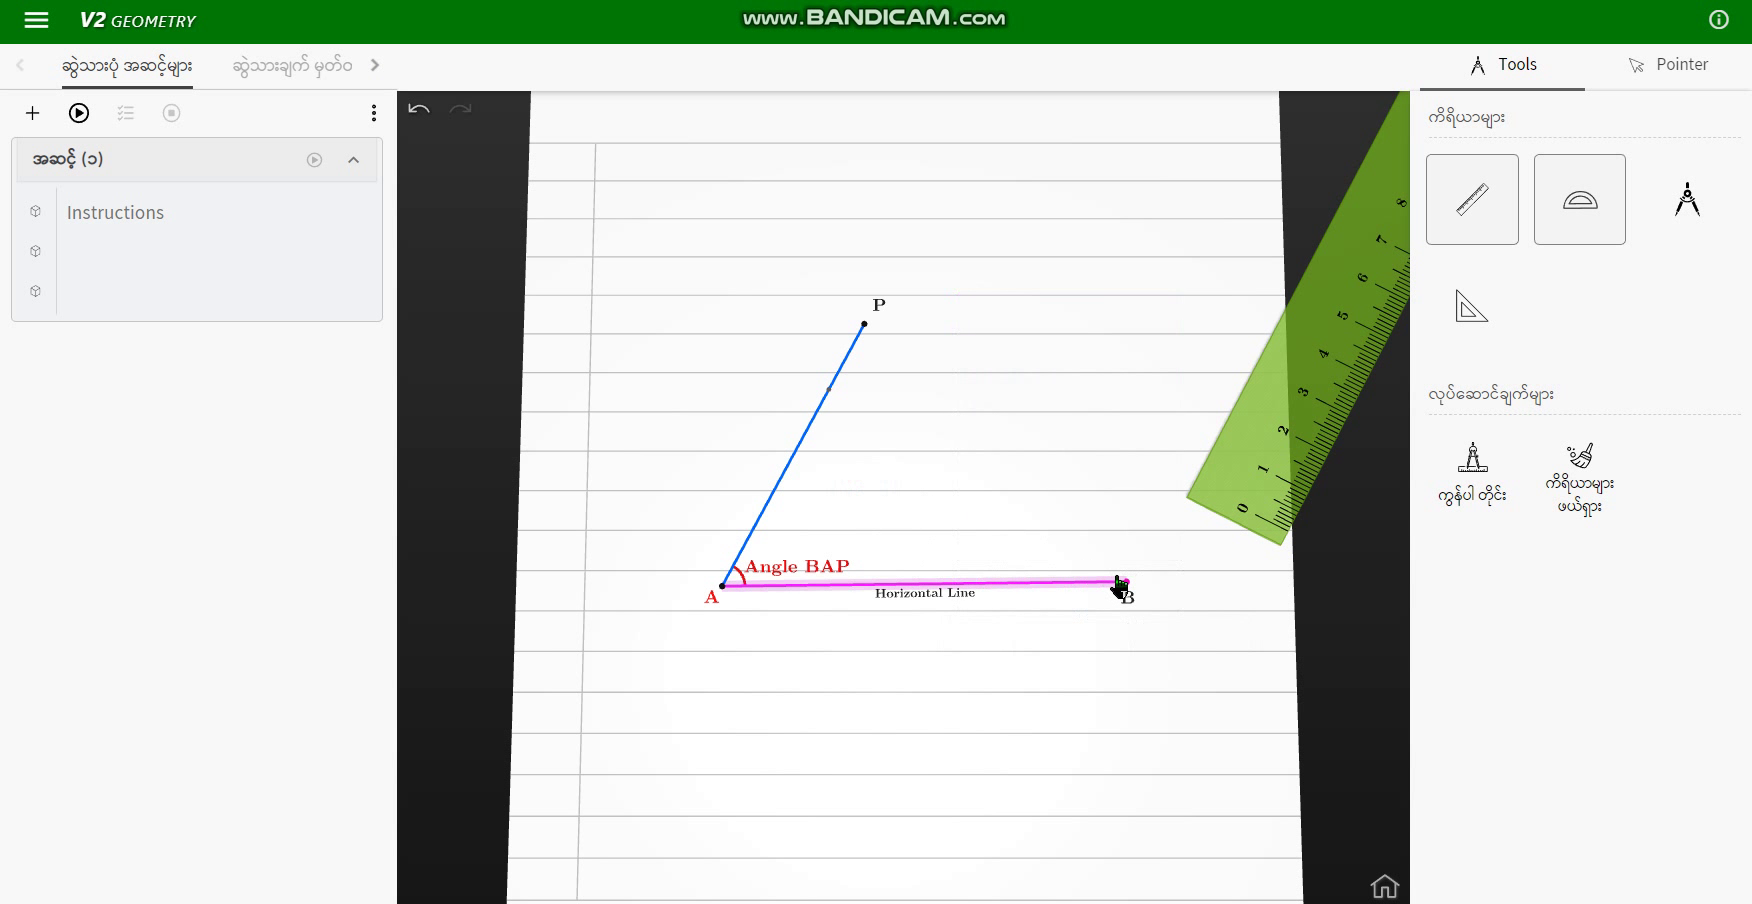 V2 GEOMETRY
www.BANDICAM.com
ဆွဲသားပုံ အဆင့်များ
ဆွဲသားချက် မှတ်ဝ
Tools
Pointer
အဆင့် (၁)
Instructions
ကိရိယာများ
8
7
6
5
4
3
2
1
0
P
Angle BAP
A
Horizontal Line
B
လုပ်ဆောင်ချက်များ
ကွန်ပါ တိုင်း
ကိရိယာများ
ဖယ်ရှား